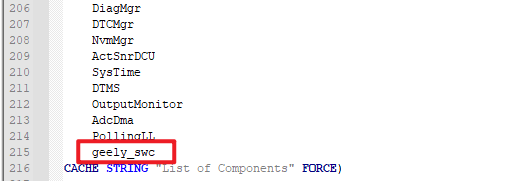 206 DiagMgr
207 DTCMgr
208 NvmMgr
209 ActSnrDCU
210 SysTime
211 DTMS
212 OutputMonitor
213 AdcDma
214 PollingLL
215 geely_swc
216 CACHE STRING "List of Components" FORCE)